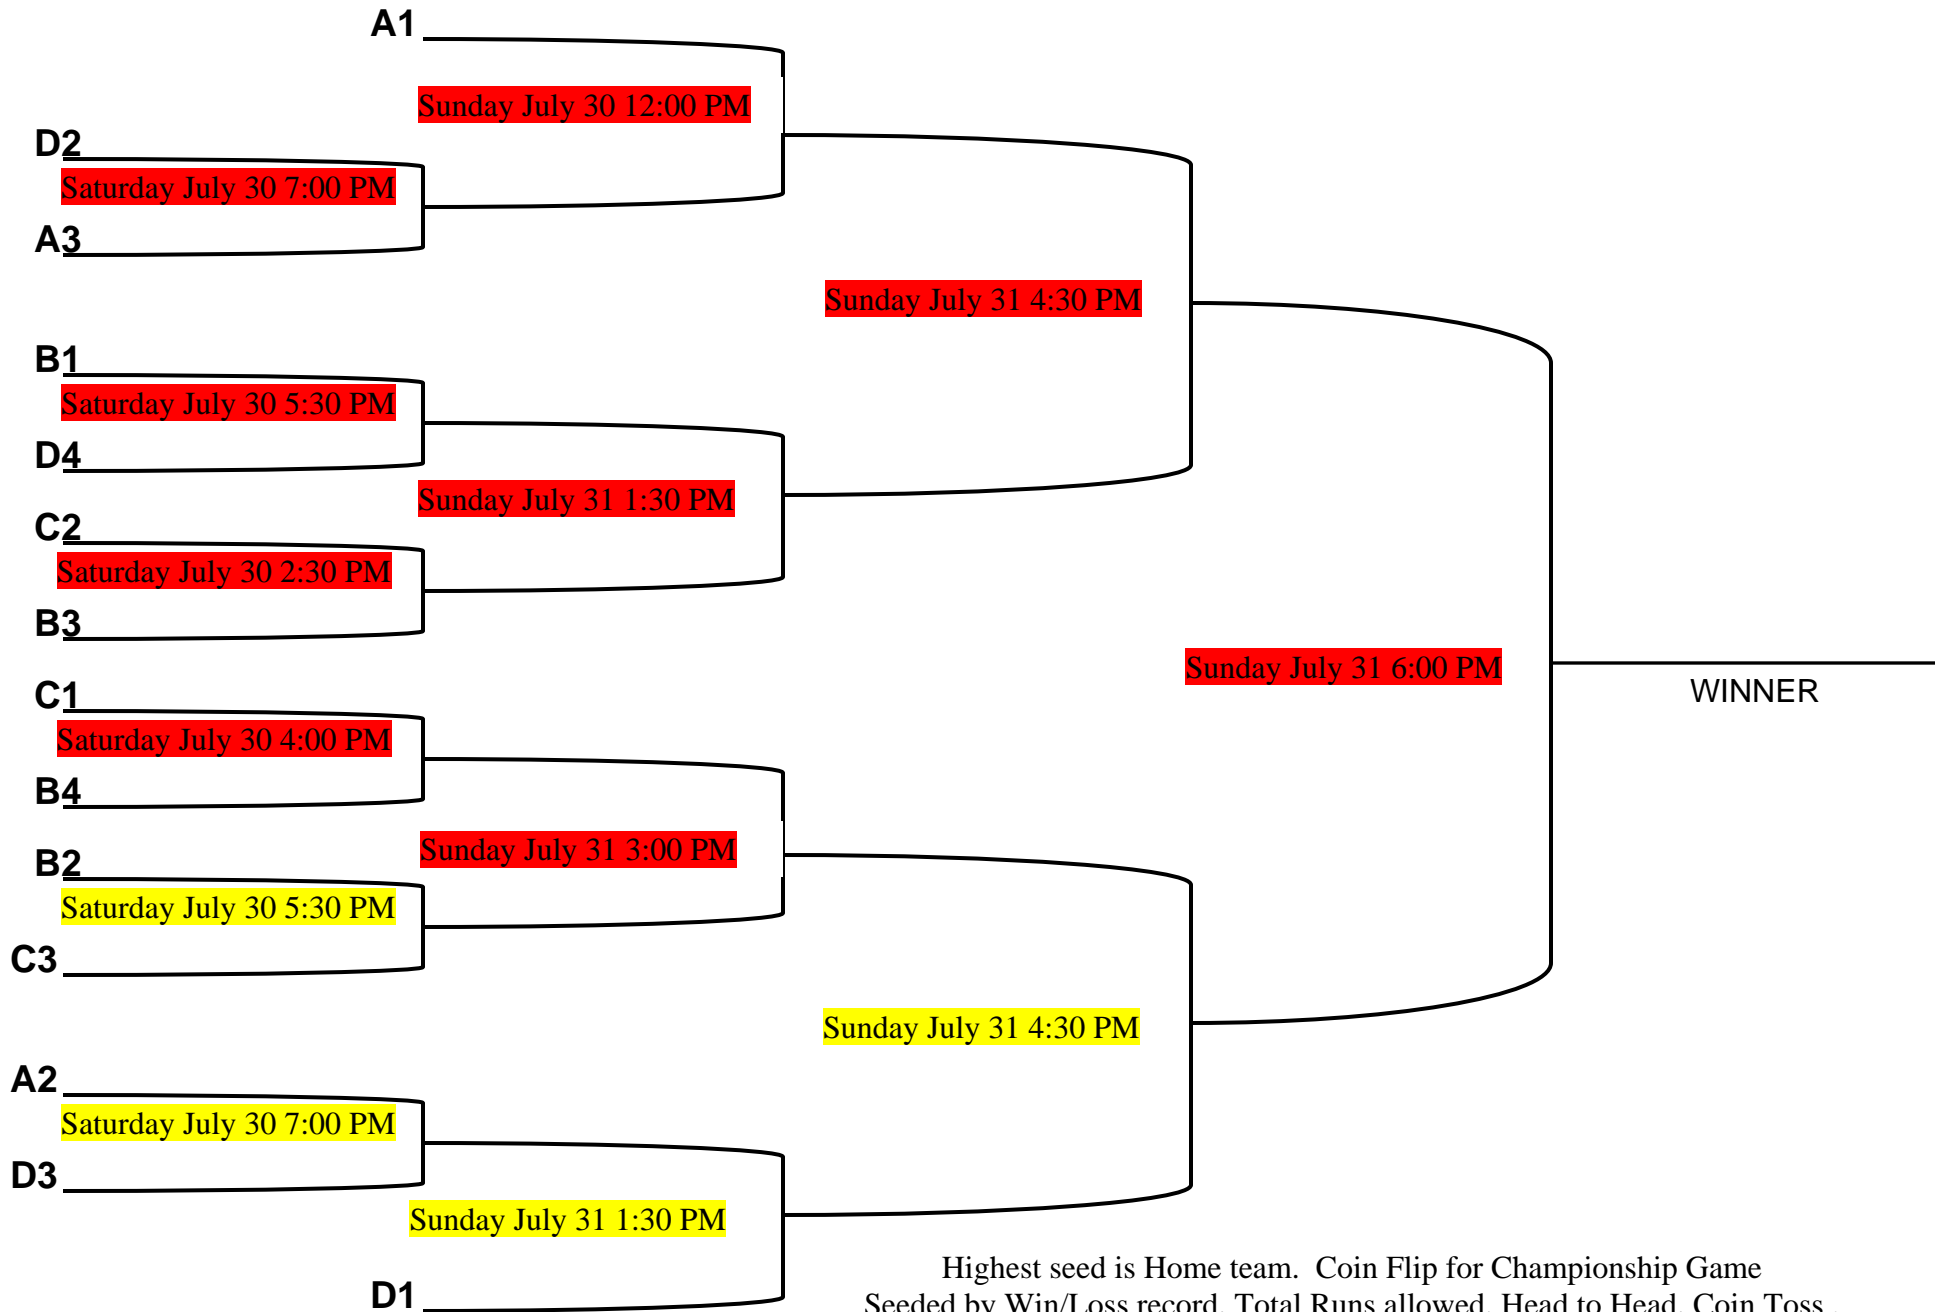 A1
Sunday July 30 12:00 PM
D2
Saturday July 30 7:00 PM
A3
Sunday July 31 4:30 PM
B1
Saturday July 30 5:30 PM
D4
Sunday July 31 1:30 PM
C2
Saturday July 30 2:30 PM
B3
Sunday July 31 6:00 PM
WINNER
C1
Saturday July 30 4:00 PM
B4
Sunday July 31 3:00 PM
B2
Saturday July 30 5:30 PM
C3
Sunday July 31 4:30 PM
A2
Saturday July 30 7:00 PM
D3
Sunday July 31 1:30 PM
D1
Highest seed is Home team. Coin Flip for Championship Game
Seeded by Win/Loss record, Total Runs allowed, Head to Head, Coin Toss .